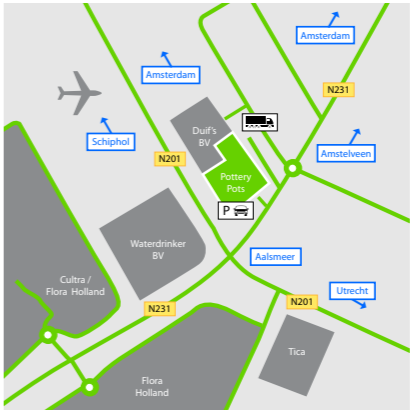 Amsterdam
Amsterdam
N231
Duif's
BV
Schiphol
N201
Amstelveen
Pottery
Pots
P
Waterdrinker
BV
Aalsmeer
Cultra /
Flora Holland
Utrecht
N201
N231
Tica
Flora
Holland